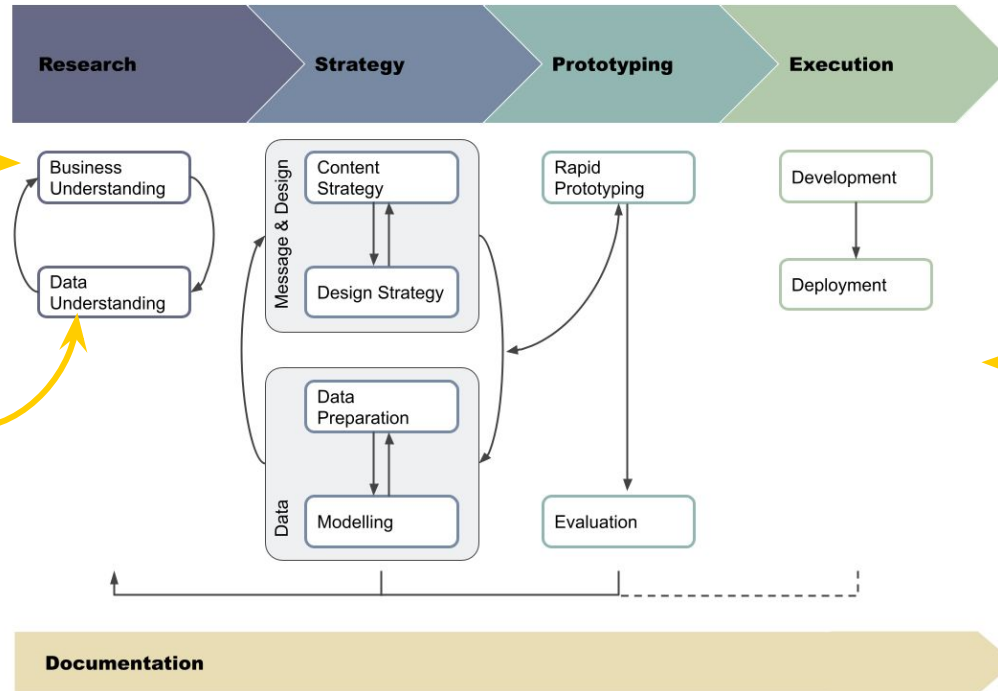 Research
Strategy
Prototyping
Execution
Business
Understanding
Data
Understanding
Message & Design
Content
Strategy
Design Strategy
Data
Data
Preparation
Modelling
Rapid
Prototyping
Evaluation
Development
Deployment
Documentation